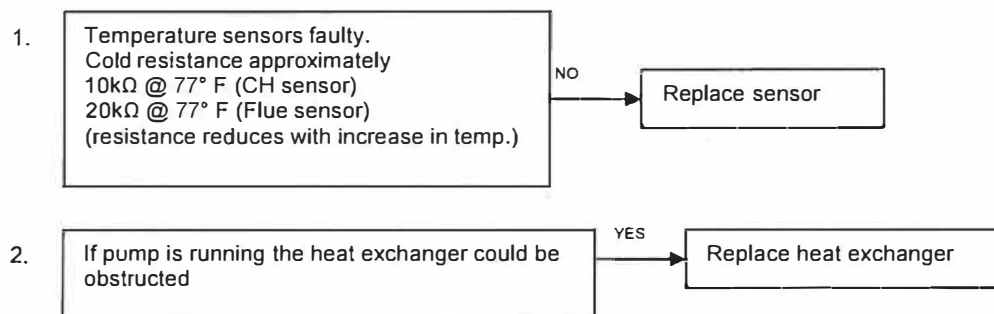 1.
Temperature sensors faulty.
Cold resistance approximately
10kΩ @ 77° F (CH sensor)
20kΩ @ 77° F (Flue sensor)
(resistance reduces with increase in temp.)
NO
Replace sensor
2.
If pump is running the heat exchanger could be
obstructed
YES
Replace heat exchanger